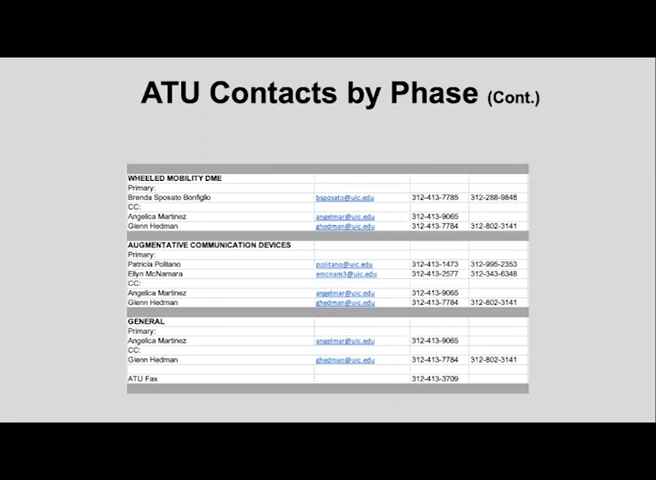 ATU Contacts by Phase (Cont.)
WHEELED MOBILITY DME
Primary:
Brenda Sposato Bonfiglio bsposato@uic.edu 312-413-7785 312-288-9848
CC:
Angelica Martinez angelmar@uic.edu 312-413-9065
Glenn Hedman ghedman@uic.edu 312-413-7784 312-802-3141
AUGMENTATIVE COMMUNICATION DEVICES
Primary:
Patricia Politano politano@uic.edu 312-413-1473 312-995-2353
Ellyn McNamara emcnam3@uic.edu 312-413-2577 312-343-6348
CC:
Angelica Martinez angelmar@uic.edu 312-413-9065
Glenn Hedman ghedman@uic.edu 312-413-7784 312-802-3141
GENERAL
Primary:
Angelica Martinez angelmar@uic.edu 312-413-9065
CC:
Glenn Hedman ghedman@uic.edu 312-413-7784 312-802-3141
ATU Fax 312-413-3709